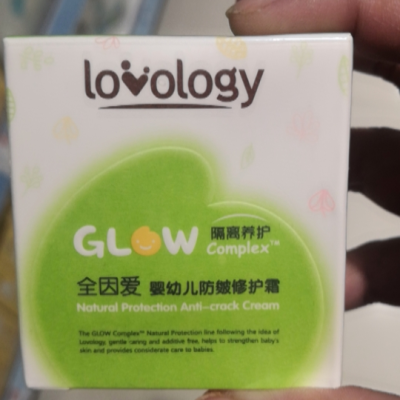 lovology
GLOW 隔离养护
Complex™
全因爱 婴幼儿防皴修护霜
Natural Protection Anti-crack Cream
The GLOW Complex™ Natural Protection line following the idea of
Lovology, gentle caring and additive free, helps to strengthen baby's
skin and provides considerate care to babies.